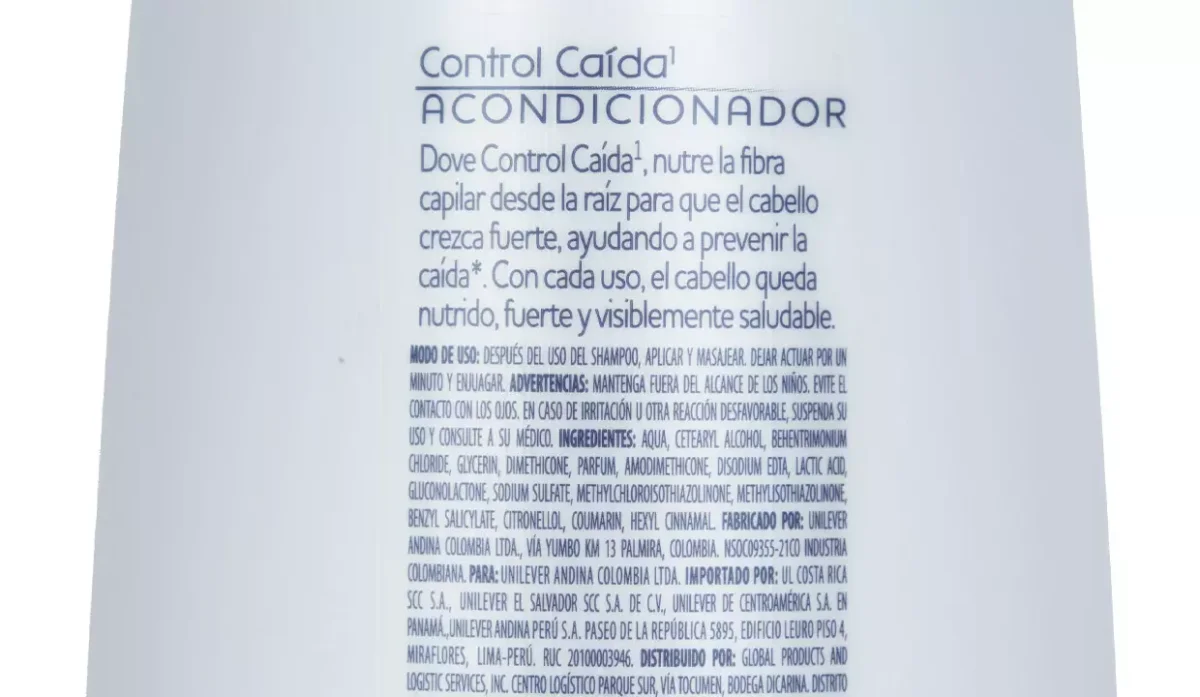 Control Caída¹
ACONDICIONADOR
Dove Control Caída¹, nutre la fibra
capilar desde la raíz para que el cabello
crezca fuerte, ayudando a prevenir la
caída*. Con cada uso, el cabello queda
nutrido, fuerte y visiblemente saludable.
MODO DE USO: DESPUÉS DEL USO DEL SHAMPOO, APLICAR Y MASAJEAR. DEJAR ACTUAR POR UN
MINUTO Y ENJUAGAR. ADVERTENCIAS: MANTENGA FUERA DEL ALCANCE DE LOS NIÑOS. EVITE EL
CONTACTO CON LOS OJOS. EN CASO DE IRRITACIÓN U OTRA REACCIÓN DESFAVORABLE, SUSPENDA SU
USO Y CONSULTE A SU MÉDICO. INGREDIENTES: AQUA, CETEARYL ALCOHOL, BEHENTRIMONIUM
CHLORIDE, GLYCERIN, DIMETHICONE, PARFUM, AMODIMETHICONE, DISODIUM EDTA, LACTIC ACID,
GLUCONOLACTONE, SODIUM SULFATE, METHYLCHLOROISOTHIAZOLINONE, METHYLISOTHIAZOLINONE,
BENZYL SALICYLATE, CITRONELLOL, COUMARIN, HEXYL CINNAMAL. FABRICADO POR: UNILEVER
ANDINA COLOMBIA LTDA., VÍA YUMBO KM 13 PALMIRA, COLOMBIA. NSOC09355-21CO INDUSTRIA
COLOMBIANA. PARA: UNILEVER ANDINA COLOMBIA LTDA. IMPORTADO POR: UL COSTA RICA
SCC S.A., UNILEVER EL SALVADOR SCC S.A. DE C.V., UNILEVER DE CENTROAMÉRICA S.A. EN
PANAMÁ.,UNILEVER ANDINA PERÚ S.A. PASEO DE LA REPÚBLICA 5895, EDIFICIO LEURO PISO 4,
MIRAFLORES, LIMA-PERÚ. RUC 20100003946. DISTRIBUIDO POR: GLOBAL PRODUCTS AND
LOGISTIC SERVICES, INC. CENTRO LOGÍSTICO PARQUE SUR, VÍA TOCUMEN, BODEGA DICARINA. DISTRITO